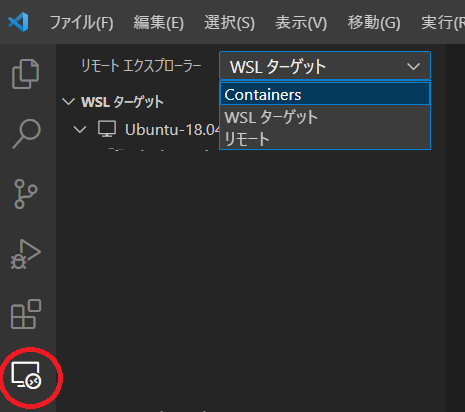 ファイル(F) 編集(E) 選択(S) 表示(V) 移動(G) 実行(R
リモート エクスプローラー WSL ターゲット
Containers
WSL ターゲット
WSL ターゲット
Ubuntu-18.04
リモート